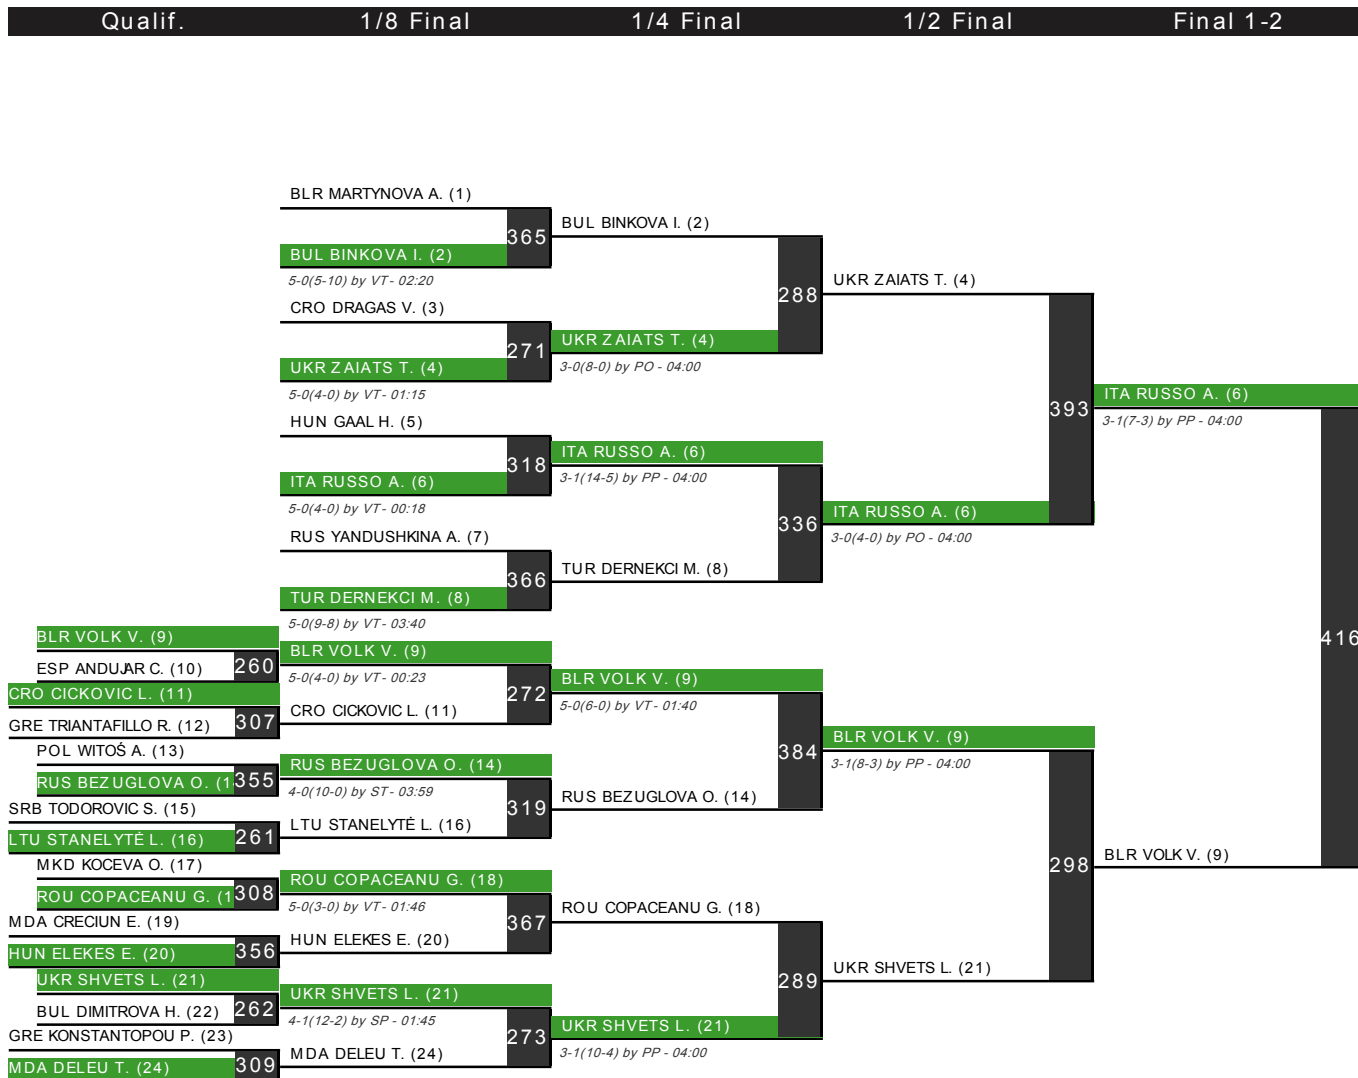 Qualif. 1/8 Final 1/4 Final 1/2 Final Final 1-2
BLR MARTYNOVA A. (1)
365
BUL BINKOVA I. (2)
BUL BINKOVA I. (2)
5-0(5-10) by VT - 02:20
288
UKR ZAIATS T. (4)
CRO DRAGAS V. (3)
271
UKR ZAIATS T. (4)
UKR ZAIATS T. (4)
3-0(8-0) by PO - 04:00
5-0(4-0) by VT - 01:15
393
ITA RUSSO A. (6)
3-1(7-3) by PP - 04:00
HUN GAAL H. (5)
318
ITA RUSSO A. (6)
ITA RUSSO A. (6)
3-1(14-5) by PP - 04:00
5-0(4-0) by VT - 00:18
336
ITA RUSSO A. (6)
3-0(4-0) by PO - 04:00
RUS YANDUSHKINA A. (7)
366
TUR DERNEKCI M. (8)
TUR DERNEKCI M. (8)
5-0(9-8) by VT - 03:40
416
BLR VOLK V. (9)
ESP ANDUJAR C. (10)
260
BLR VOLK V. (9)
5-0(4-0) by VT - 00:23
272
BLR VOLK V. (9)
5-0(6-0) by VT - 01:40
CRO CICKOVIC L. (11)
GRE TRIANTAFILLO R. (12)
307
CRO CICKOVIC L. (11)
384
BLR VOLK V. (9)
3-1(8-3) by PP - 04:00
POL WITOŚ A. (13)
RUS BEZUGLOVA O. (1
355
RUS BEZUGLOVA O. (14)
4-0(10-0) by ST - 03:59
319
RUS BEZUGLOVA O. (14)
SRB TODOROVIC S. (15)
LTU STANELYTĖ L. (16)
261
LTU STANELYTĖ L. (16)
298
BLR VOLK V. (9)
MKD KOCEVA O. (17)
ROU COPACEANU G. (1
308
ROU COPACEANU G. (18)
5-0(3-0) by VT - 01:46
367
ROU COPACEANU G. (18)
MDA CRECIUN E. (19)
HUN ELEKES E. (20)
356
HUN ELEKES E. (20)
289
UKR SHVETS L. (21)
UKR SHVETS L. (21)
BUL DIMITROVA H. (22)
262
UKR SHVETS L. (21)
4-1(12-2) by SP - 01:45
273
UKR SHVETS L. (21)
3-1(10-4) by PP - 04:00
GRE KONSTANTOPOU P. (23)
MDA DELEU T. (24)
309
MDA DELEU T. (24)